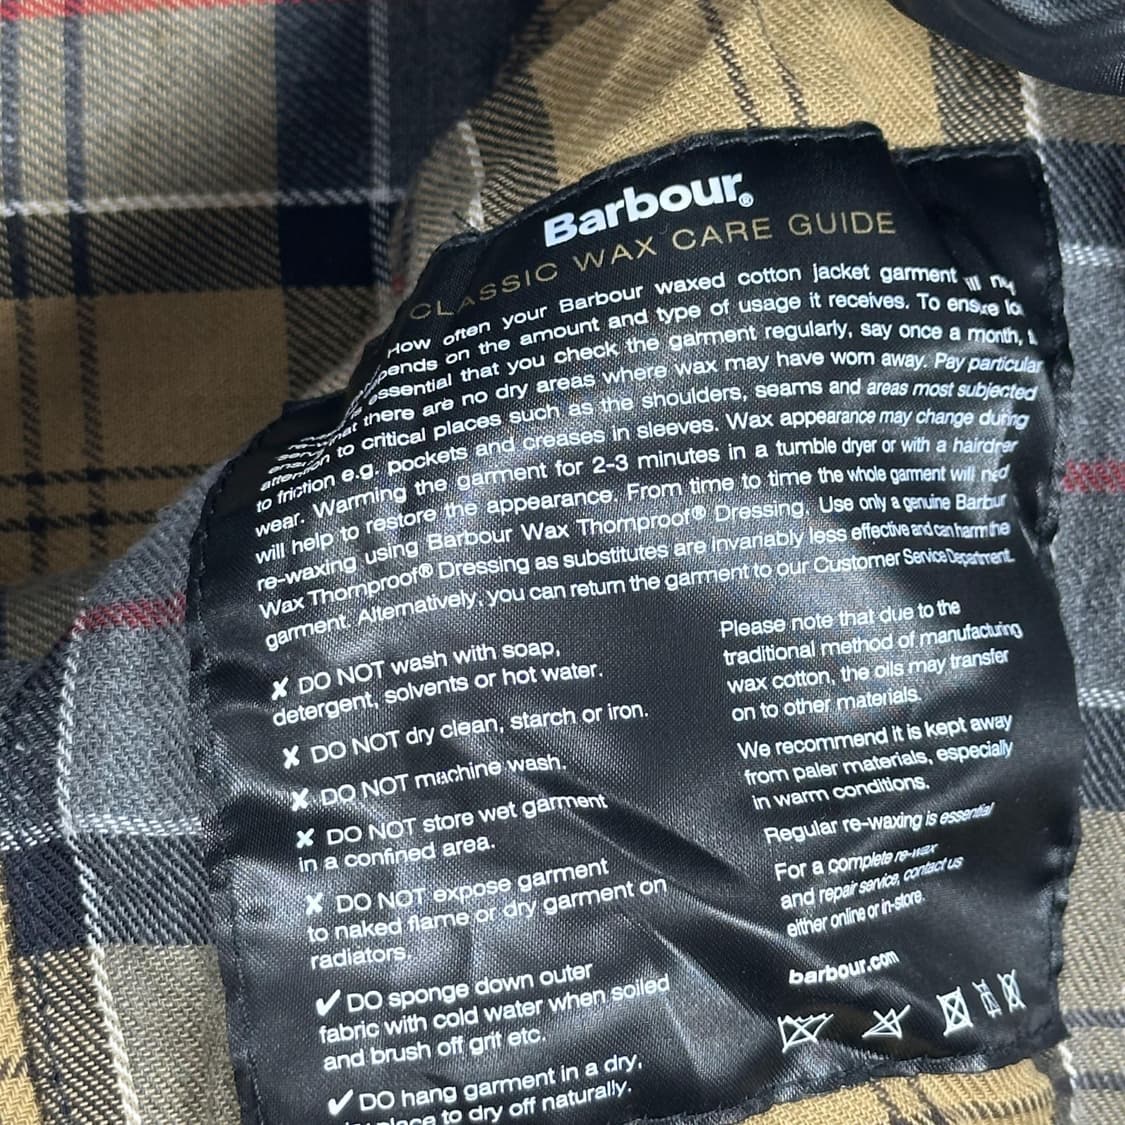 Barbour®
CLASSIC WAX CARE GUIDE
How often your Barbour waxed cotton jacket garment
on the amount and type of usage it receives. To ensure
essential that you check the garment regularly, say once a month,
that there are no dry areas where wax may have worn away. Pay particular
attention to critical places such as the shoulders, seams and areas most subjected
to friction e.g. pockets and creases in sleeves. Wax appearance may change during
wear. Warming the garment for 2-3 minutes in a tumble dryer or with a hairdrer
will help to restore the appearance. From time to time the whole garment will
re-waxing using Barbour Wax Thornproof® Dressing. Use only a genuine Barbour
Wax Thornproof® Dressing as substitutes are invariably less effective and can harm the
garment. Alternatively, you can return the garment to our Customer Service Department.
✗ DO NOT wash with soap,
detergent, solvents or hot water.
✗ DO NOT dry clean, starch or iron.
✗ DO NOT machine wash.
✗ DO NOT store wet garment
in a confined area.
✗ DO NOT expose garment
to naked flame or dry garment on
radiators.
✔ DO sponge down outer
fabric with cold water when soiled
and brush off grit etc.
✔ DO hang garment in a dry,
place to dry off naturally.
Please note that due to the
traditional method of manufacturing
wax cotton, the oils may transfer
on to other materials.
We recommend it is kept away
from paler materials, especially
in warm conditions.
Regular re-waxing is essential
For a complete re-wax
and repair service, contact us
either online or in-store.
barbour.com